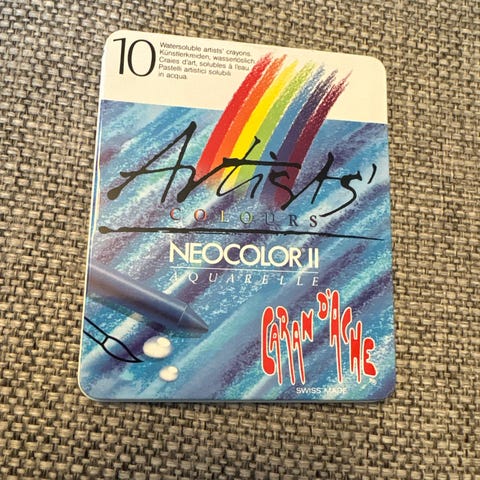 10
Watersoluble artists' crayons.
Künstlerkreiden, wasserlöslich.
Craies d'art, solubles à l'eau.
Pastelli artistici solubili
in acqua.
Artists'
COLOURS
NEOCOLOR II
AQUARELLE
CARAN D'ACHE
SWISS MADE